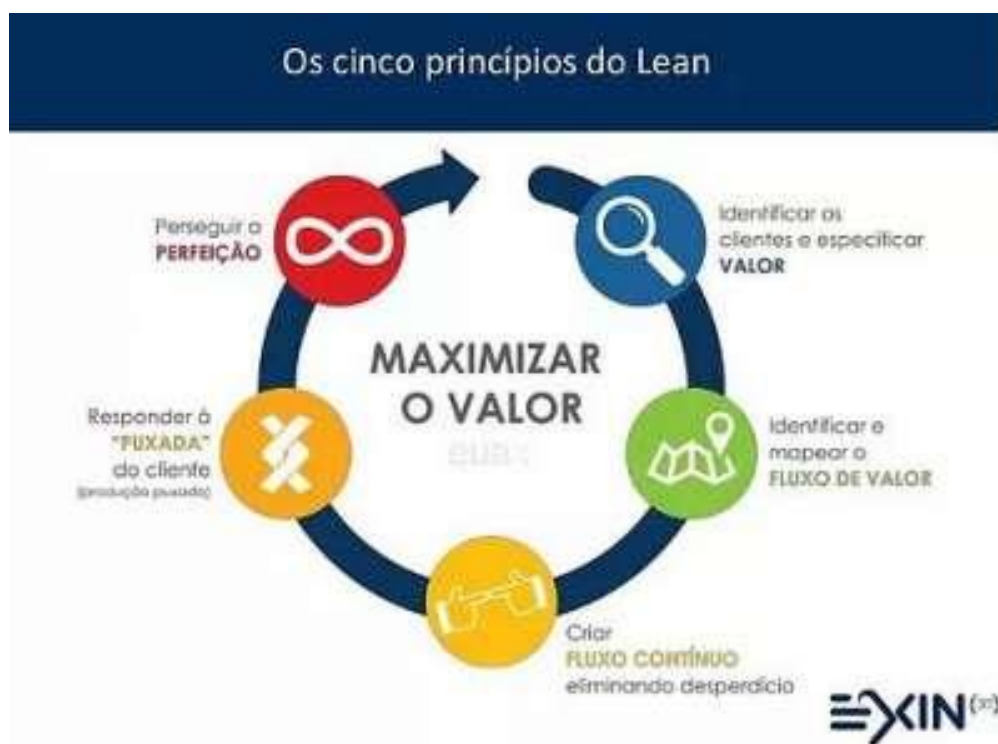 Os cinco princípios do Lean
Identificar os
clientes e especificar
VALOR
Identificar e
mapear o
FLUXO DE VALOR
Criar
FLUXO CONTÍNUO
eliminando desperdício
Responder à
"PUXADA"
do cliente
(produção puxada)
Perseguir a
PERFEIÇÃO
MAXIMIZAR
O VALOR
EXIN